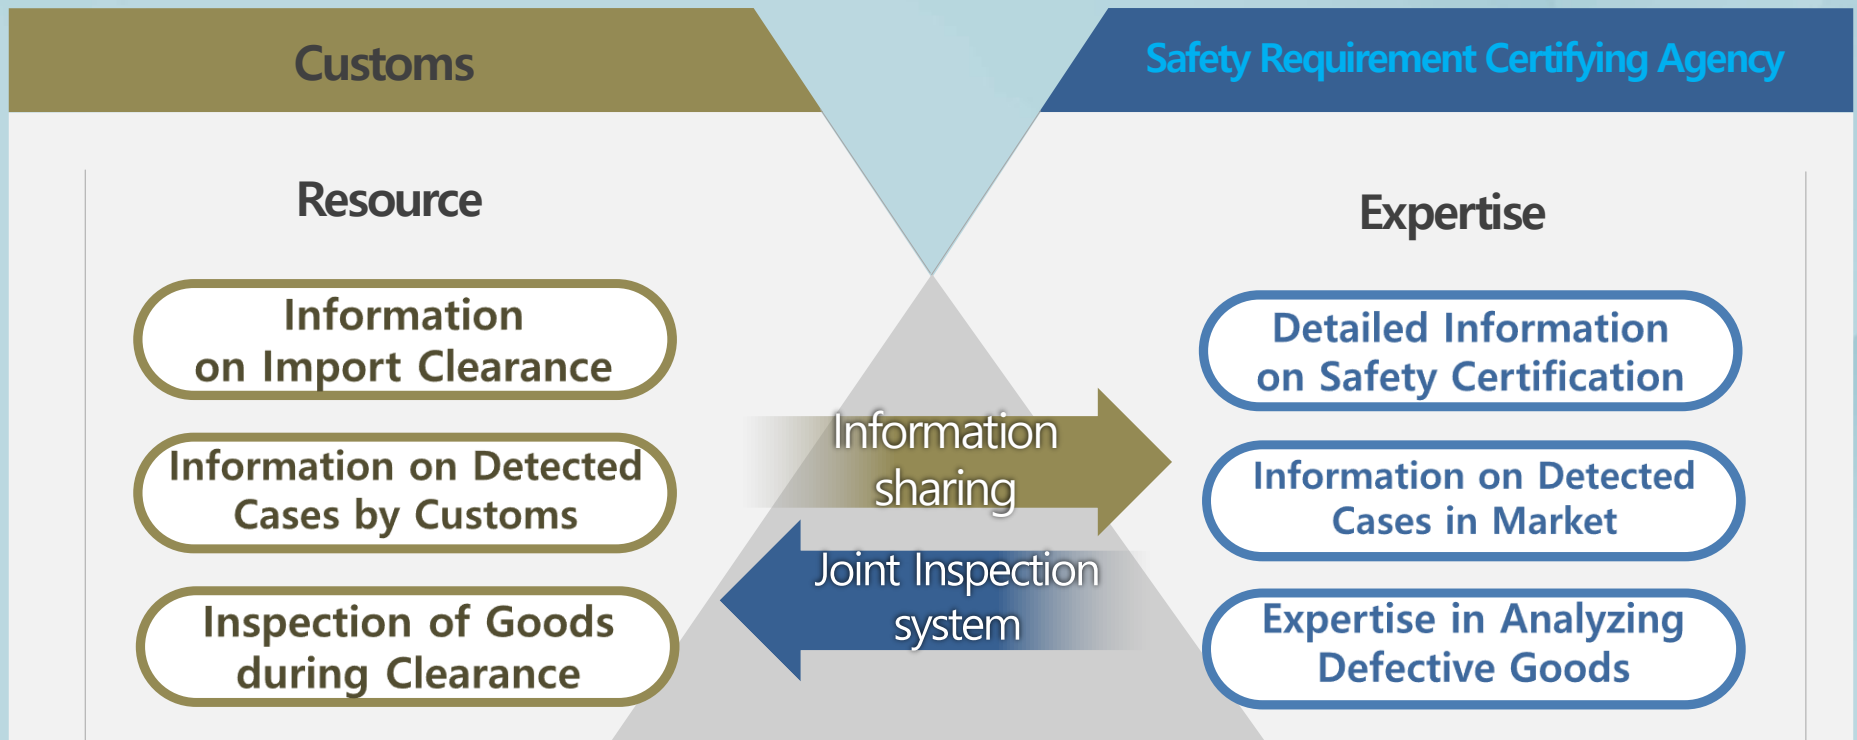 Customs
Safety Requirement Certifying Agency
Resource
Information
on Import Clearance
Information on Detected
Cases by Customs
Inspection of Goods
during Clearance
Information
sharing
Joint Inspection
system
Expertise
Detailed Information
on Safety Certification
Information on Detected
Cases in Market
Expertise in Analyzing
Defective Goods